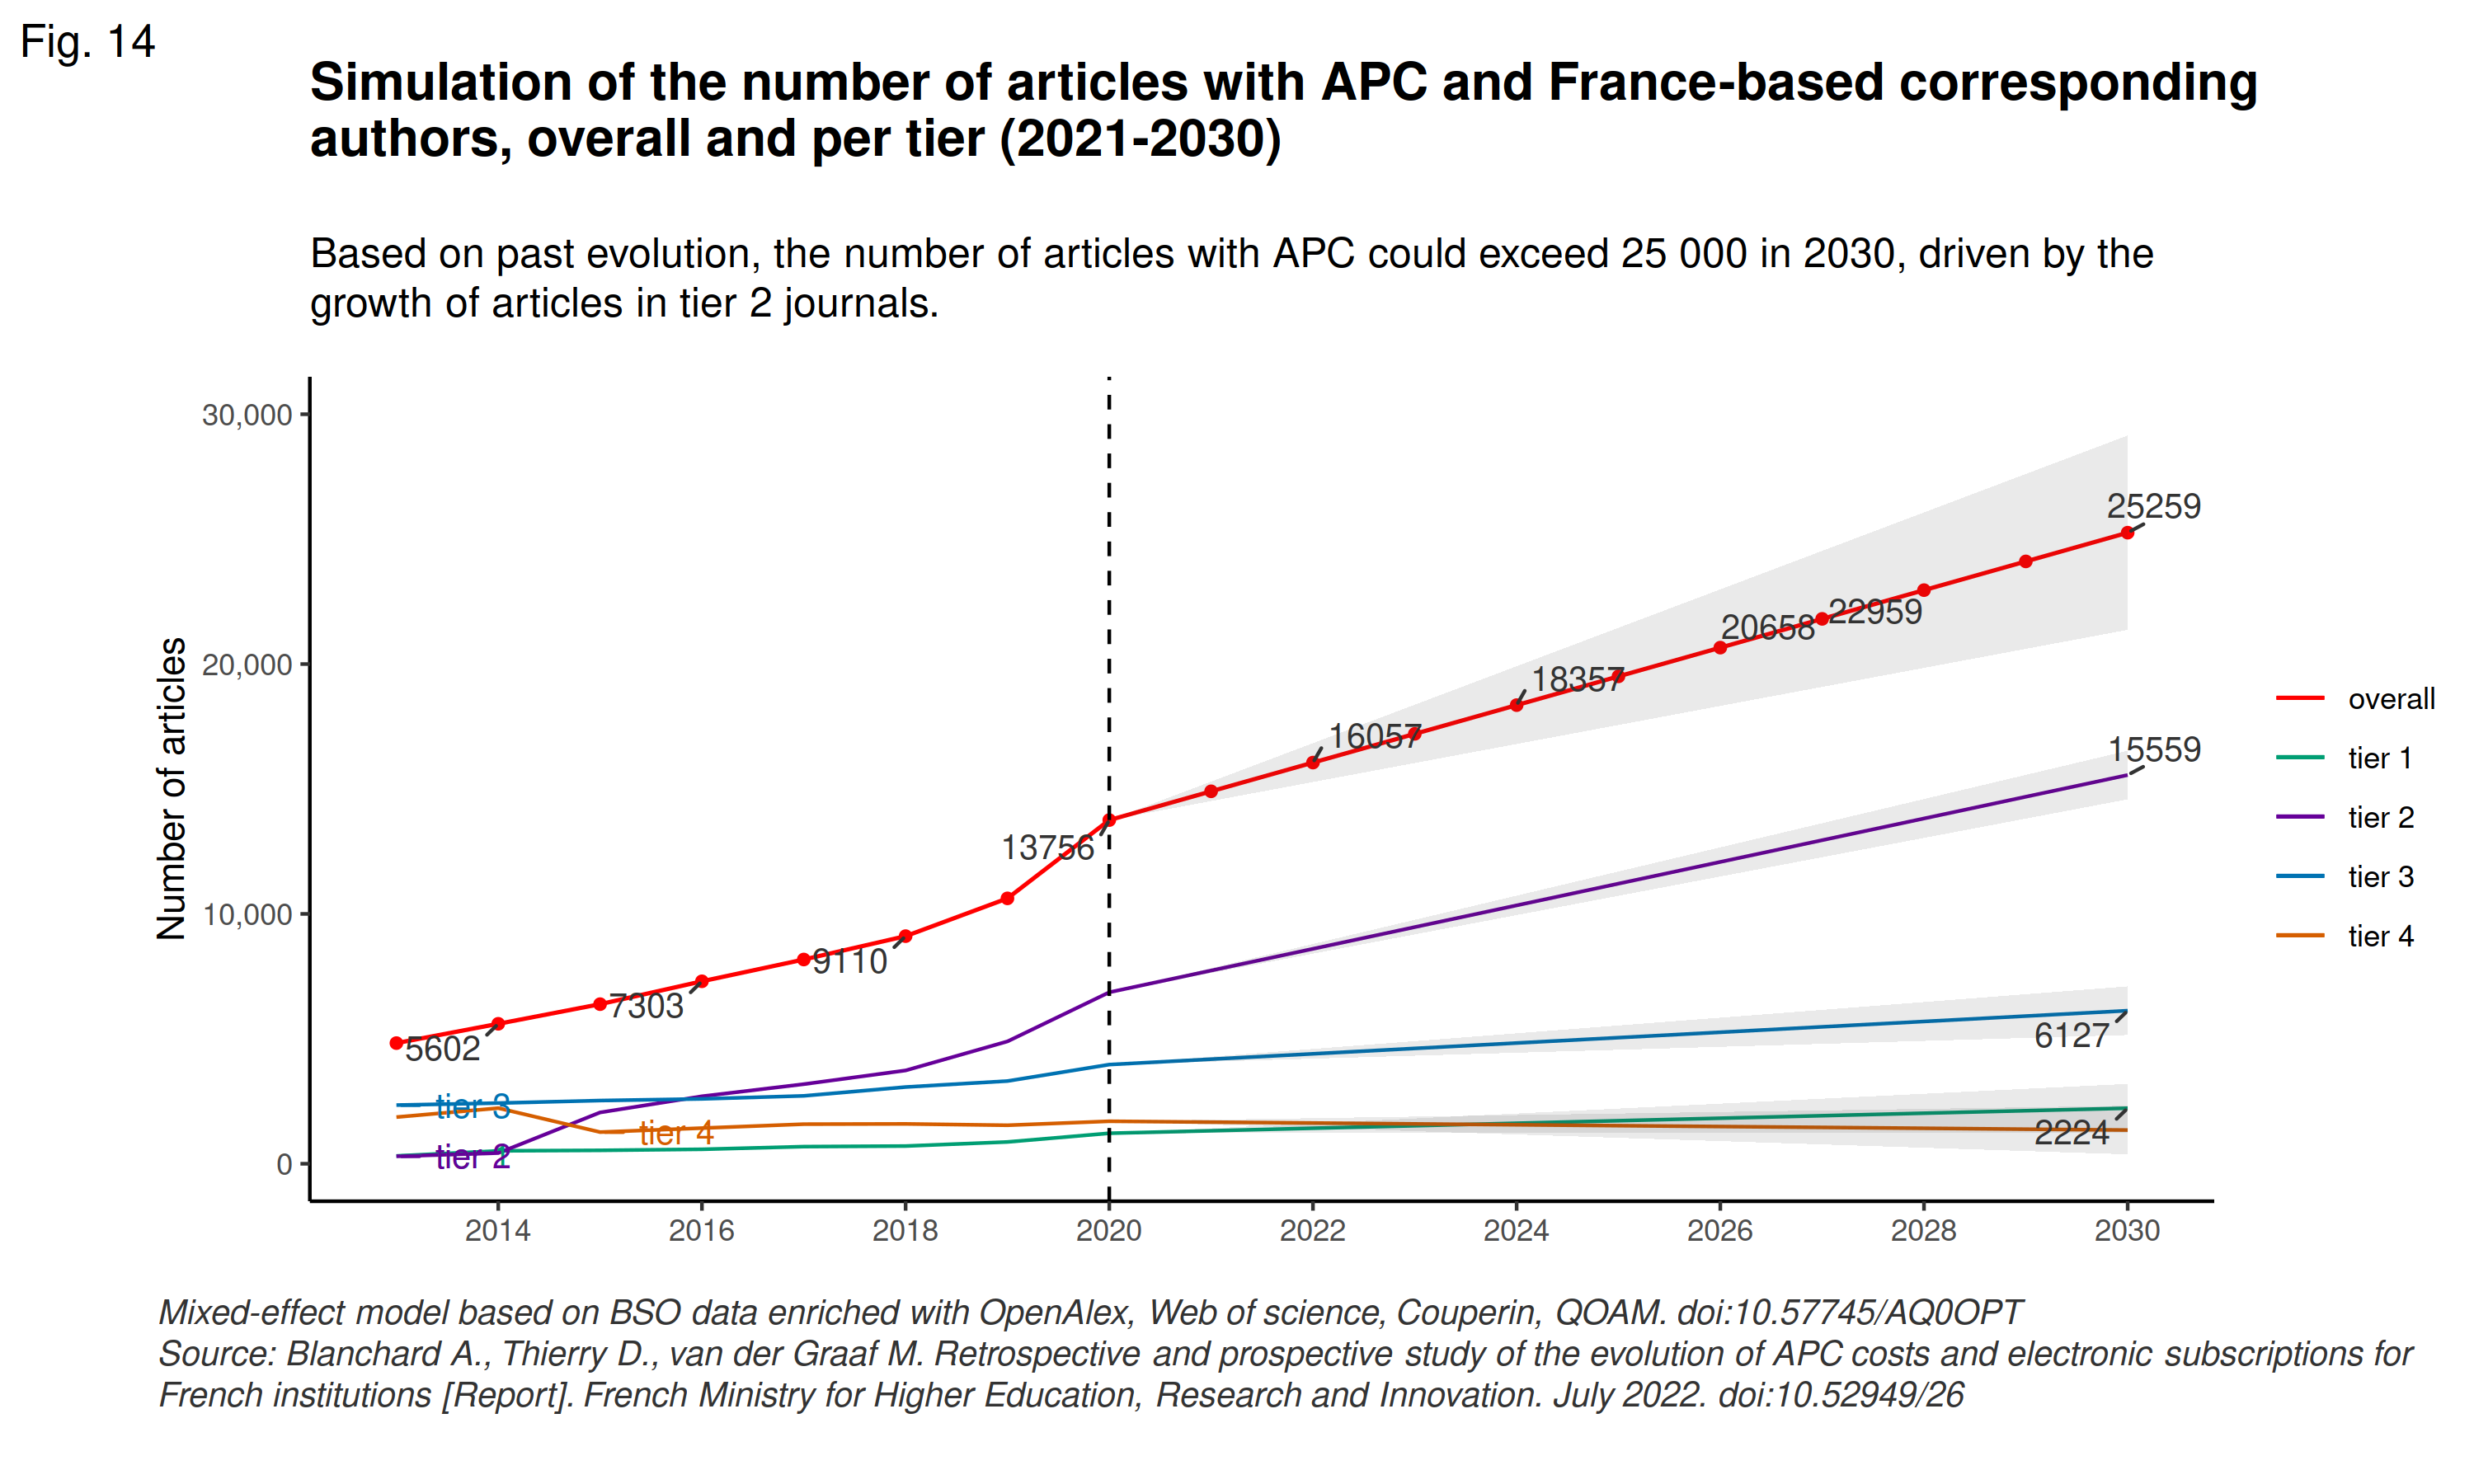 Fig. 14
Simulation of the number of articles with APC and France-based corresponding
authors, overall and per tier (2021-2030)
Based on past evolution, the number of articles with APC could exceed 25 000 in 2030, driven by the
growth of articles in tier 2 journals.
Number of articles
30,000
20,000
10,000
0
5602
7303
9110
13756
16057
18357
20658
22959
25259
15559
6127
2224
tier 3
tier 4
tier 2
2014
2016
2018
2020
2022
2024
2026
2028
2030
overall
tier 1
tier 2
tier 3
tier 4
Mixed-effect model based on BSO data enriched with OpenAlex, Web of science, Couperin, QOAM. doi:10.57745/AQ0OPT
Source: Blanchard A., Thierry D., van der Graaf M. Retrospective and prospective study of the evolution of APC costs and electronic subscriptions for
French institutions [Report]. French Ministry for Higher Education, Research and Innovation. July 2022. doi:10.52949/26